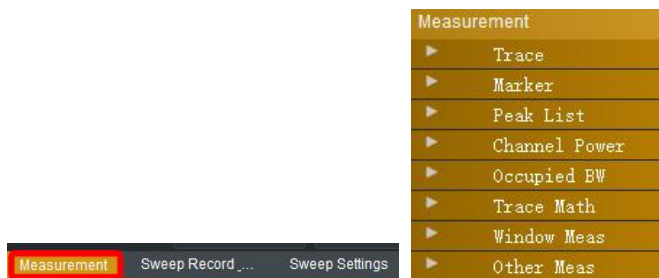 Measurement
Trace
Marker
Peak List
Channel Power
Occupied BW
Trace Math
Window Meas
Other Meas
Measurement Sweep Record_... Sweep Settings